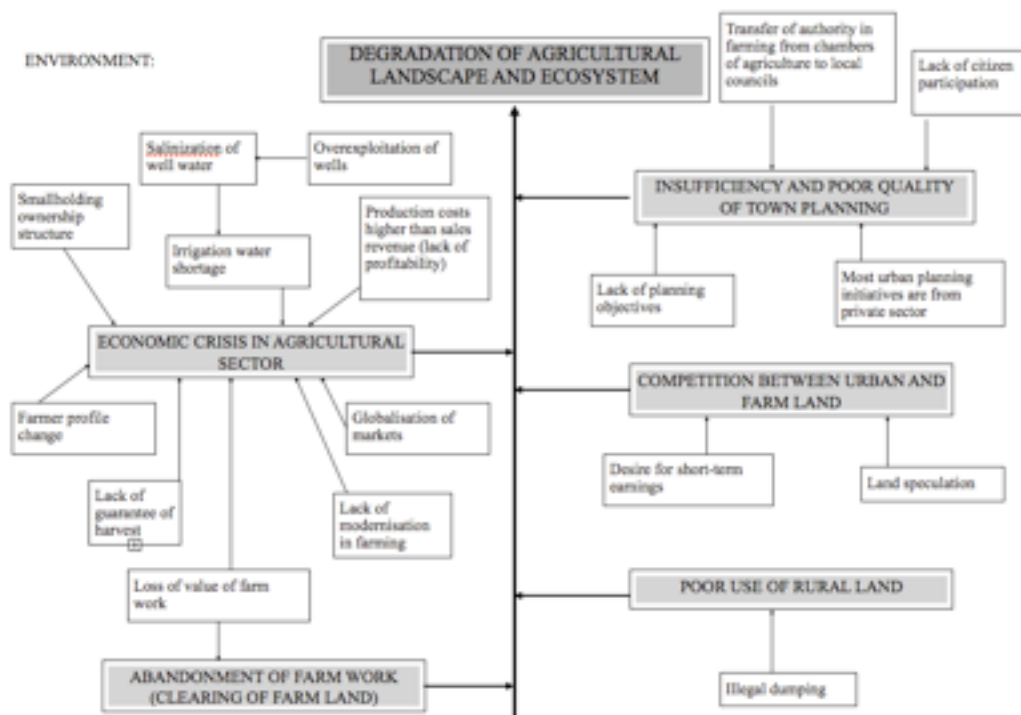 ENVIRONMENT:
DEGRADATION OF AGRICULTURAL
LANDSCAPE AND ECOSYSTEM
Transfer of authority in
farming from chambers
of agriculture to local
councils
Lack of citizen
participation
Salinization of
well water
Overexploitation of
wells
Smallholding
ownership
structure
Irrigation water
shortage
Production costs
higher than sales
revenue (lack of
profitability)
INSUFFICIENCY AND POOR QUALITY
OF TOWN PLANNING
Lack of planning
objectives
Most urban planning
initiatives are from
private sector
ECONOMIC CRISIS IN AGRICULTURAL
SECTOR
COMPETITION BETWEEN URBAN AND
FARM LAND
Farmer profile
change
Globalisation of
markets
Desire for short-term
earnings
Land speculation
Lack of
guarantee of
harvest
Lack of
modernisation
in farming
Loss of value of farm
work
POOR USE OF RURAL LAND
ABANDONMENT OF FARM WORK
(CLEARING OF FARM LAND)
Illegal dumping